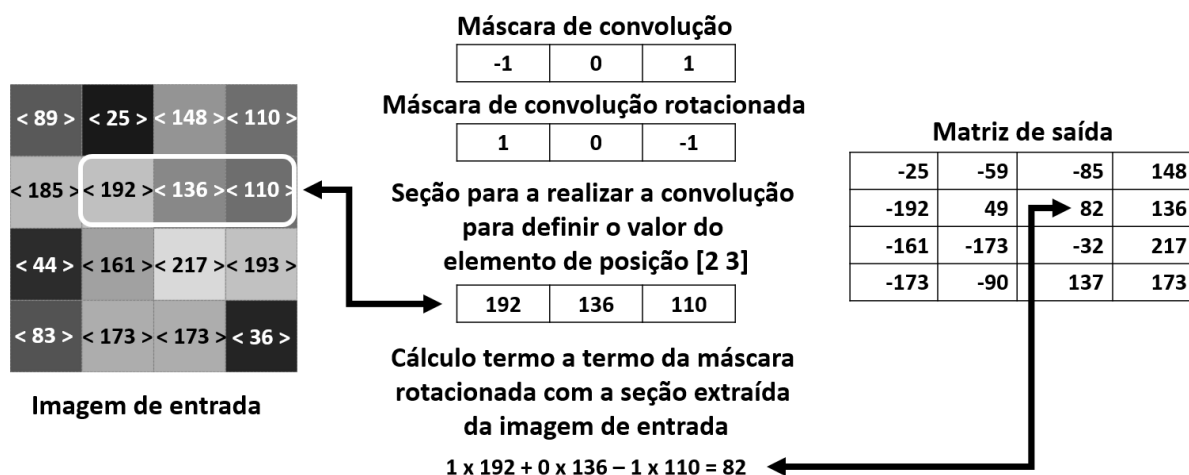 Máscara de convolução
-1 0 1
Máscara de convolução rotacionada
1 0 -1
< 89 > < 25 > < 148 > < 110 >
< 185 > < 192 > < 136 > < 110 >
< 44 > < 161 > < 217 > < 193 >
< 83 > < 173 > < 173 > < 36 >
Imagem de entrada
Seção para a realizar a convolução
para definir o valor do
elemento de posição [2 3]
192 136 110
Cálculo termo a termo da máscara
rotacionada com a seção extraída
da imagem de entrada
1 x 192 + 0 x 136 – 1 x 110 = 82
Matriz de saída
-25 -59 -85 148
-192 49 82 136
-161 -173 -32 217
-173 -90 137 173